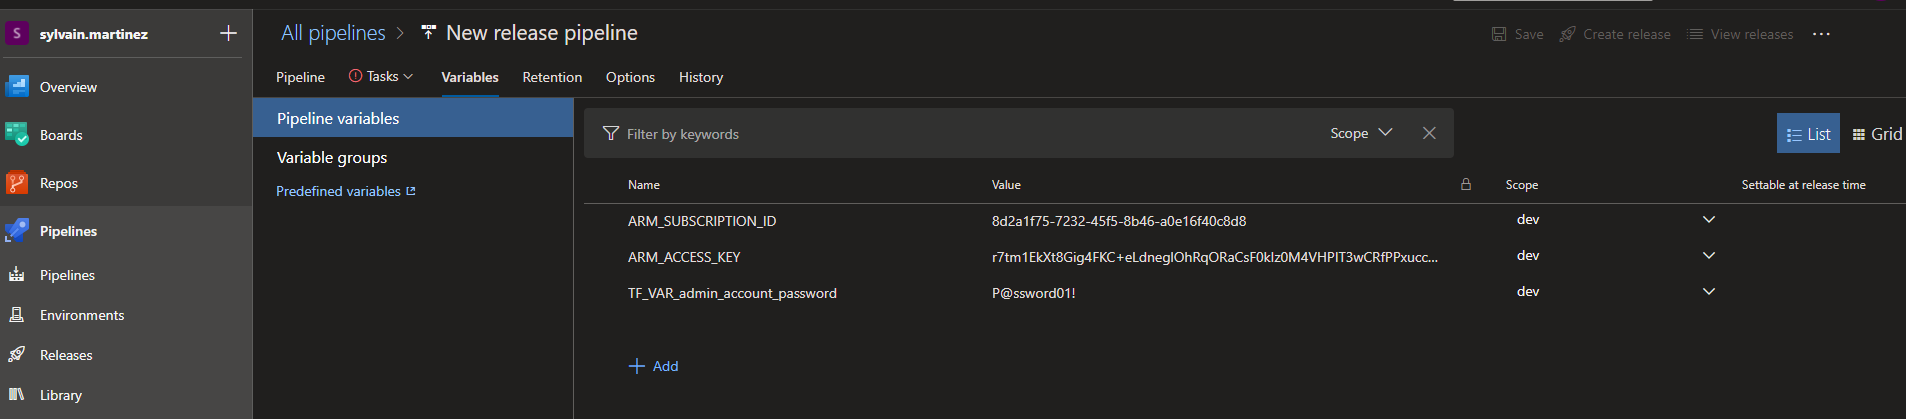 S sylvain.martinez
All pipelines > New release pipeline
Save Create release View releases ...
Overview
Boards
Repos
Pipelines
Pipelines
Environments
Releases
Library
Pipeline Tasks Variables Retention Options History
Pipeline variables
Variable groups
Predefined variables
Filter by keywords Scope
List Grid
Name Value Scope Settable at release time
ARM_SUBSCRIPTION_ID 8d2a1f75-7232-45f5-8b46-a0e16f40c8d8 dev
ARM_ACCESS_KEY r7tm1EkXt8Gig4FKC+eLdneglOhRqORaCsF0kIz0M4VHPIT3wCRfPPxucc... dev
TF_VAR_admin_account_password P@ssword01! dev
Add